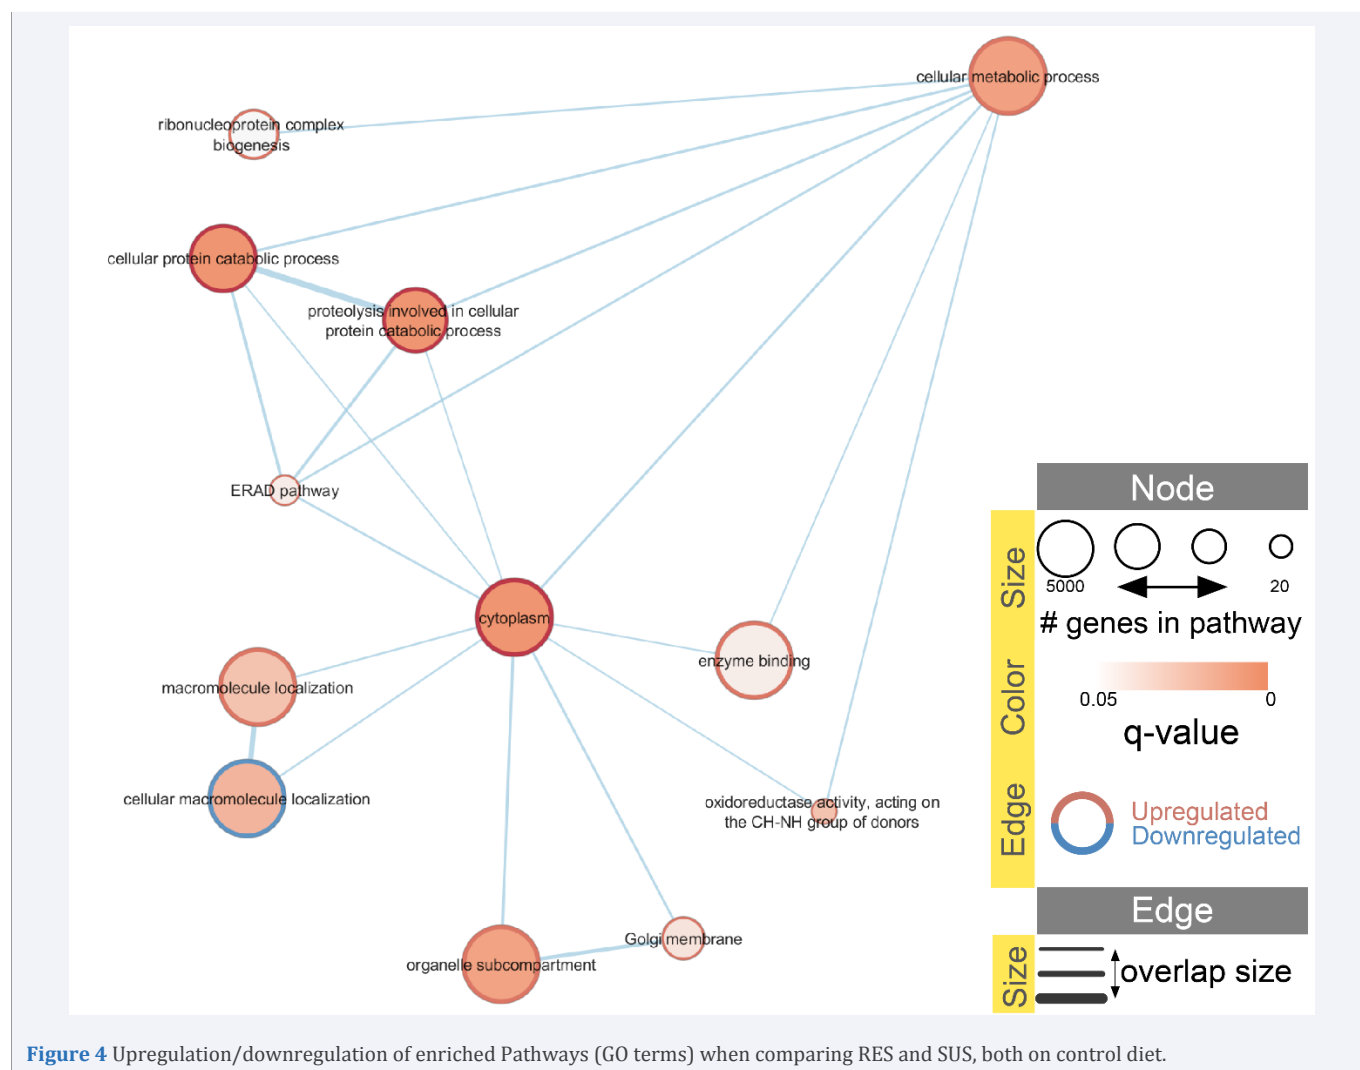 cellular metabolic process
ribonucleoprotein complex
biogenesis
cellular protein catabolic process
proteolysis involved in cellular
protein catabolic process
ERAD pathway
cytoplasm
enzyme binding
macromolecule localization
cellular macromolecule localization
oxidoreductase activity, acting on
the CH-NH group of donors
Golgi membrane
organelle subcompartment
Node
Size
5000
20
# genes in pathway
Color
0.05
0
q-value
Edge
Upregulated
Downregulated
Edge
Size
overlap size
Figure 4 Upregulation/downregulation of enriched Pathways (GO terms) when comparing RES and SUS, both on control diet.